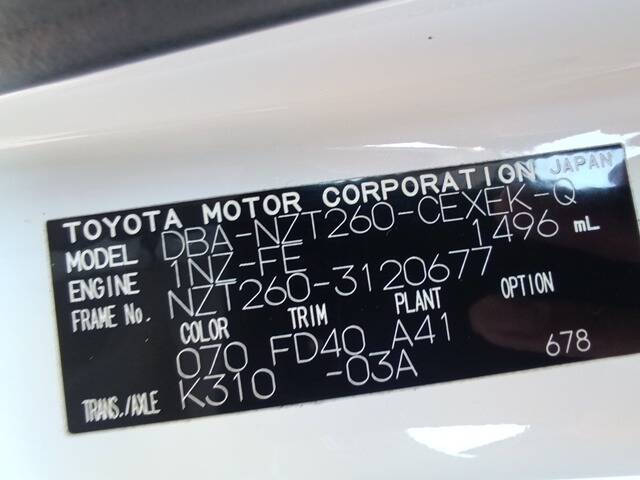 TOYOTA MOTOR CORPORATION JAPAN
MODEL DBA-NZT260-CEXEK-Q
ENGINE 1NZ-FE 1496 mL
FRAME No. NZT260-3120677
COLOR TRIM PLANT OPTION
070 FD40 A41 678
TRANS./AXLE K310 -03A